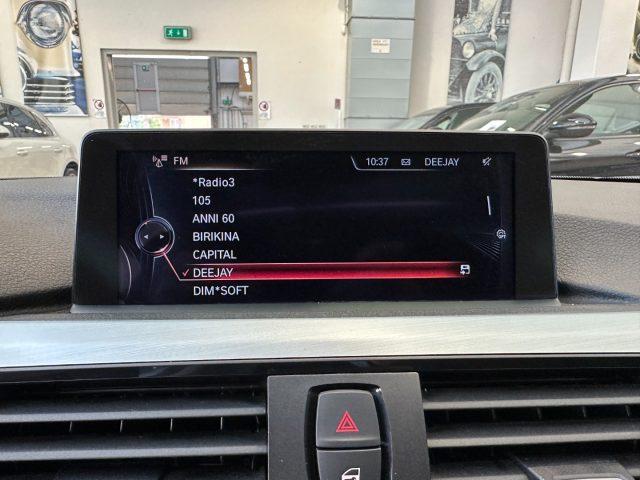 FM 10:37 DEEJAY
*Radio3
105
ANNI 60
BIRIKINA
CAPITAL
✓ DEEJAY
DIM*SOFT